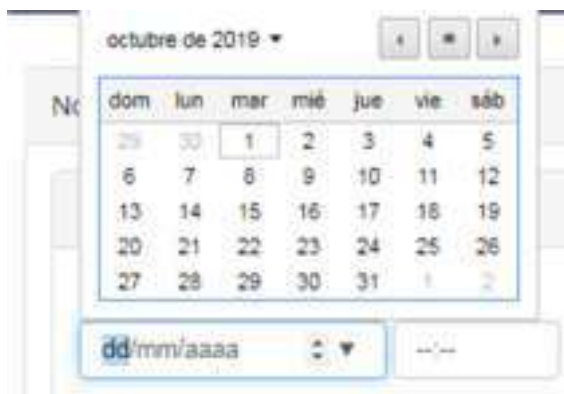 octubre de 2019
No
dom lun mar mié jue vie sáb
29 30 1 2 3 4 5
6 7 8 9 10 11 12
13 14 15 16 17 18 19
20 21 22 23 24 25 26
27 28 29 30 31 1 2
dd/mm/aaaa --:--